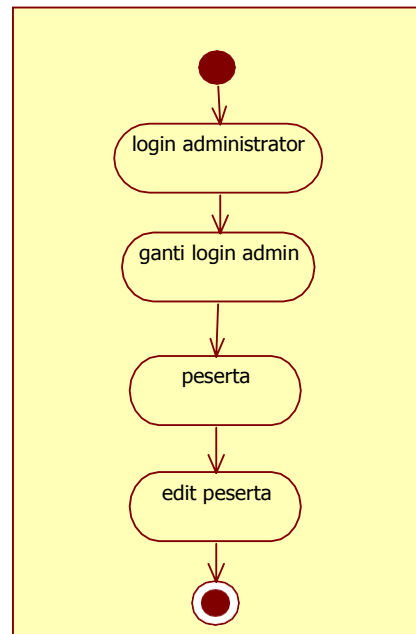 login administrator
ganti login admin
peserta
edit peserta